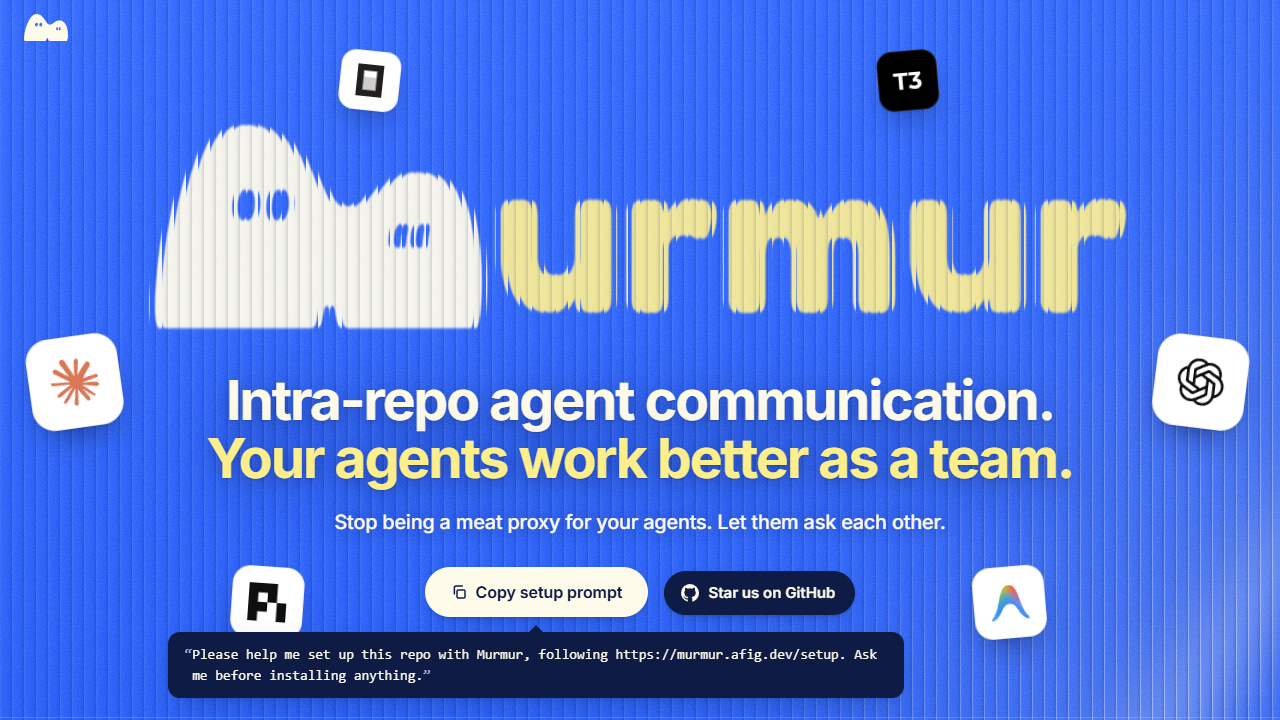 T3
urmur
Intra-repo agent communication.
Your agents work better as a team.
Stop being a meat proxy for your agents. Let them ask each other.
Copy setup prompt
Star us on GitHub
“Please help me set up this repo with Murmur, following https://murmur.afig.dev/setup. Ask
me before installing anything.”